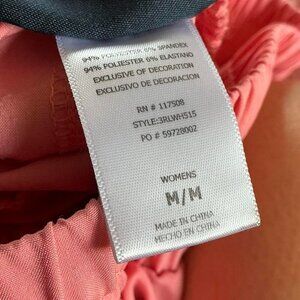 94% POLYESTER 6% SPANDEX
94% POLIESTER 6% ELASTANO
EXCLUSIVE OF DECORATION
EXCLUSIVO DE DECORACION
RN # 117508
STYLE:3RLWH515
PO # 59728002
WOMENS
M/M
MADE IN CHINA
HECHO EN CHINA